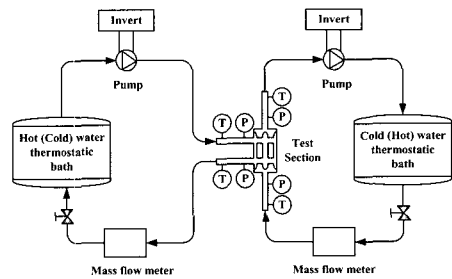 Invert
Invert
Pump
Pump
T
P
T
P
Hot (Cold) water
thermostatic
bath
Test
Section
Cold (Hot) water
thermostatic
bath
T
P
P
T
Mass flow meter
Mass flow meter